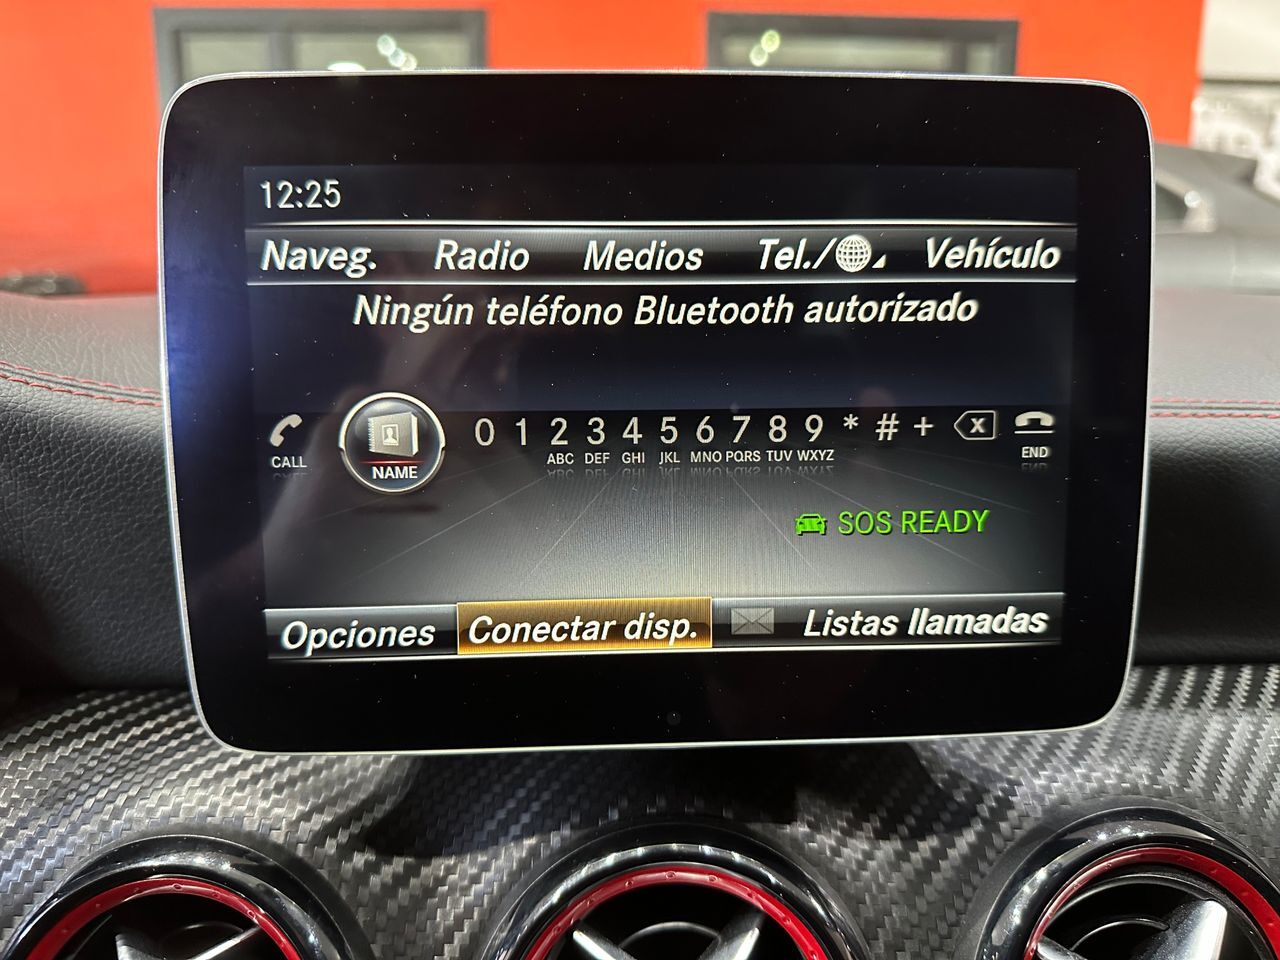 12:25
Naveg. Radio Medios Tel./ Vehículo
Ningún teléfono Bluetooth autorizado
CALL NAME 0 1 2 3 4 5 6 7 8 9 * # + X END
ABC DEF GHI JKL MNO PQRS TUV WXYZ
SOS READY
Opciones Conectar disp. Listas llamadas